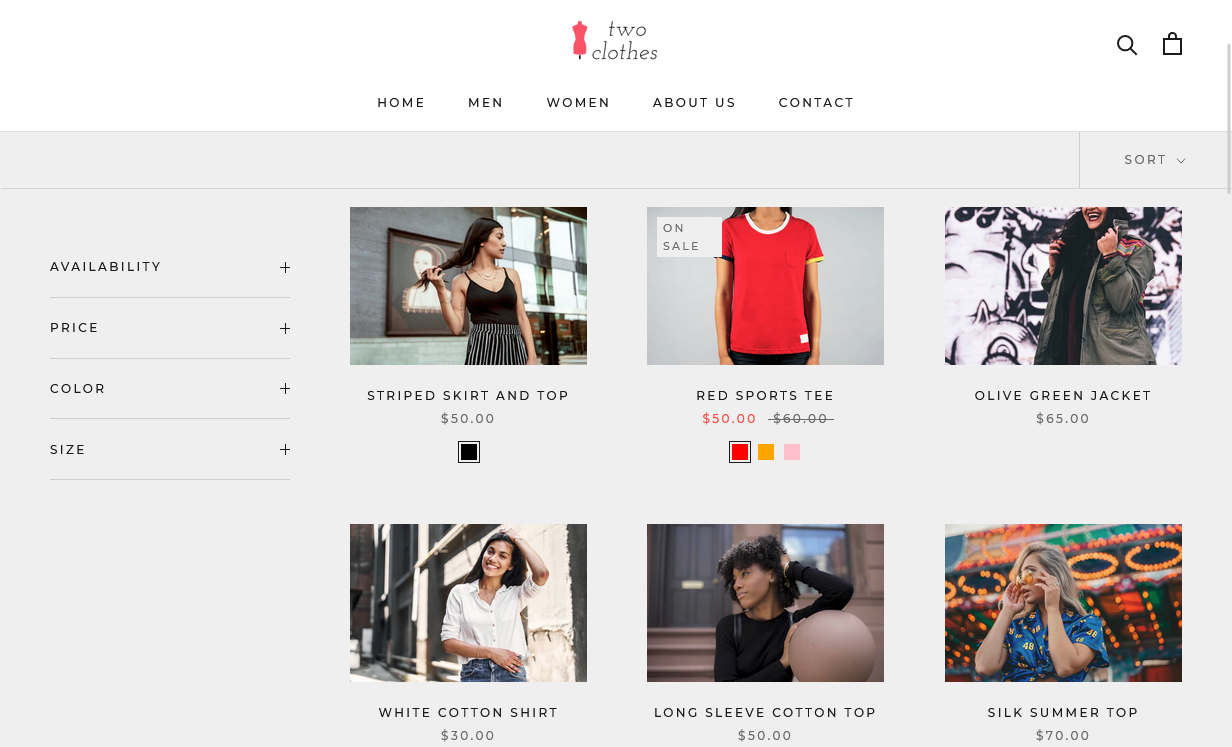 two
clothes
HOME MEN WOMEN ABOUT US CONTACT
SORT
AVAILABILITY
PRICE
COLOR
SIZE
ON
SALE
STRIPED SKIRT AND TOP
$50.00
RED SPORTS TEE
$50.00 $60.00
OLIVE GREEN JACKET
$65.00
WHITE COTTON SHIRT
$30.00
LONG SLEEVE COTTON TOP
$50.00
SILK SUMMER TOP
$70.00